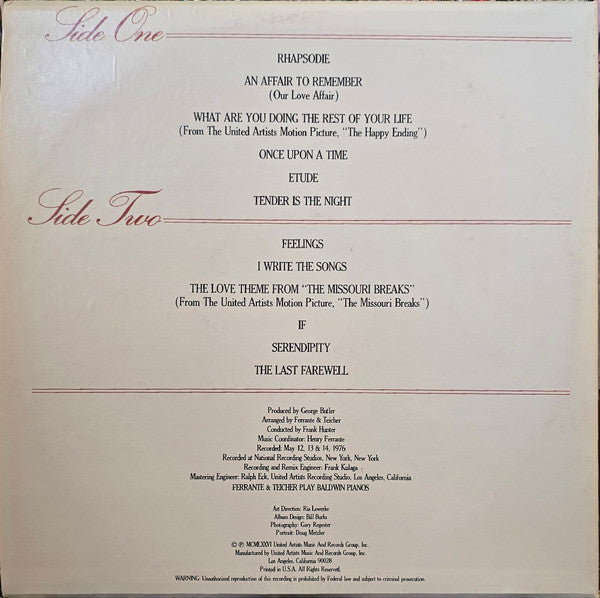 Side One
RHAPSODIE
AN AFFAIR TO REMEMBER
(Our Love Affair)
WHAT ARE YOU DOING THE REST OF YOUR LIFE
(From The United Artists Motion Picture, "The Happy Ending")
ONCE UPON A TIME
ETUDE
TENDER IS THE NIGHT
Side Two
FEELINGS
I WRITE THE SONGS
THE LOVE THEME FROM "THE MISSOURI BREAKS"
(From The United Artists Motion Picture, "The Missouri Breaks")
IF
SERENDIPITY
THE LAST FAREWELL
Produced by George Butler
Arranged by Ferrante & Teicher
Conducted by Frank Hunter
Music Coordinator: Henry Ferrante
Recorded: May 12, 13 & 14, 1976
Recorded at National Recording Studios, New York, New York
Recording and Remix Engineer: Frank Kulaga
Mastering Engineer: Ralph Eck, United Artists Recording Studio, Los Angeles, California
FERRANTE & TEICHER PLAY BALDWIN PIANOS
Art Direction: Ria Lewerke
Album Design: Bill Burks
Photography: Gary Regester
Portrait: Doug Metzler
© ℗ MCMLXXVI United Artists Music And Records Group, Inc.
Manufactured by United Artists Music And Records Group, Inc.
Los Angeles, California 90028
Printed in U.S.A. All Rights Reserved.
WARNING: Unauthorized reproduction of this recording is prohibited by Federal law and subject to criminal prosecution.